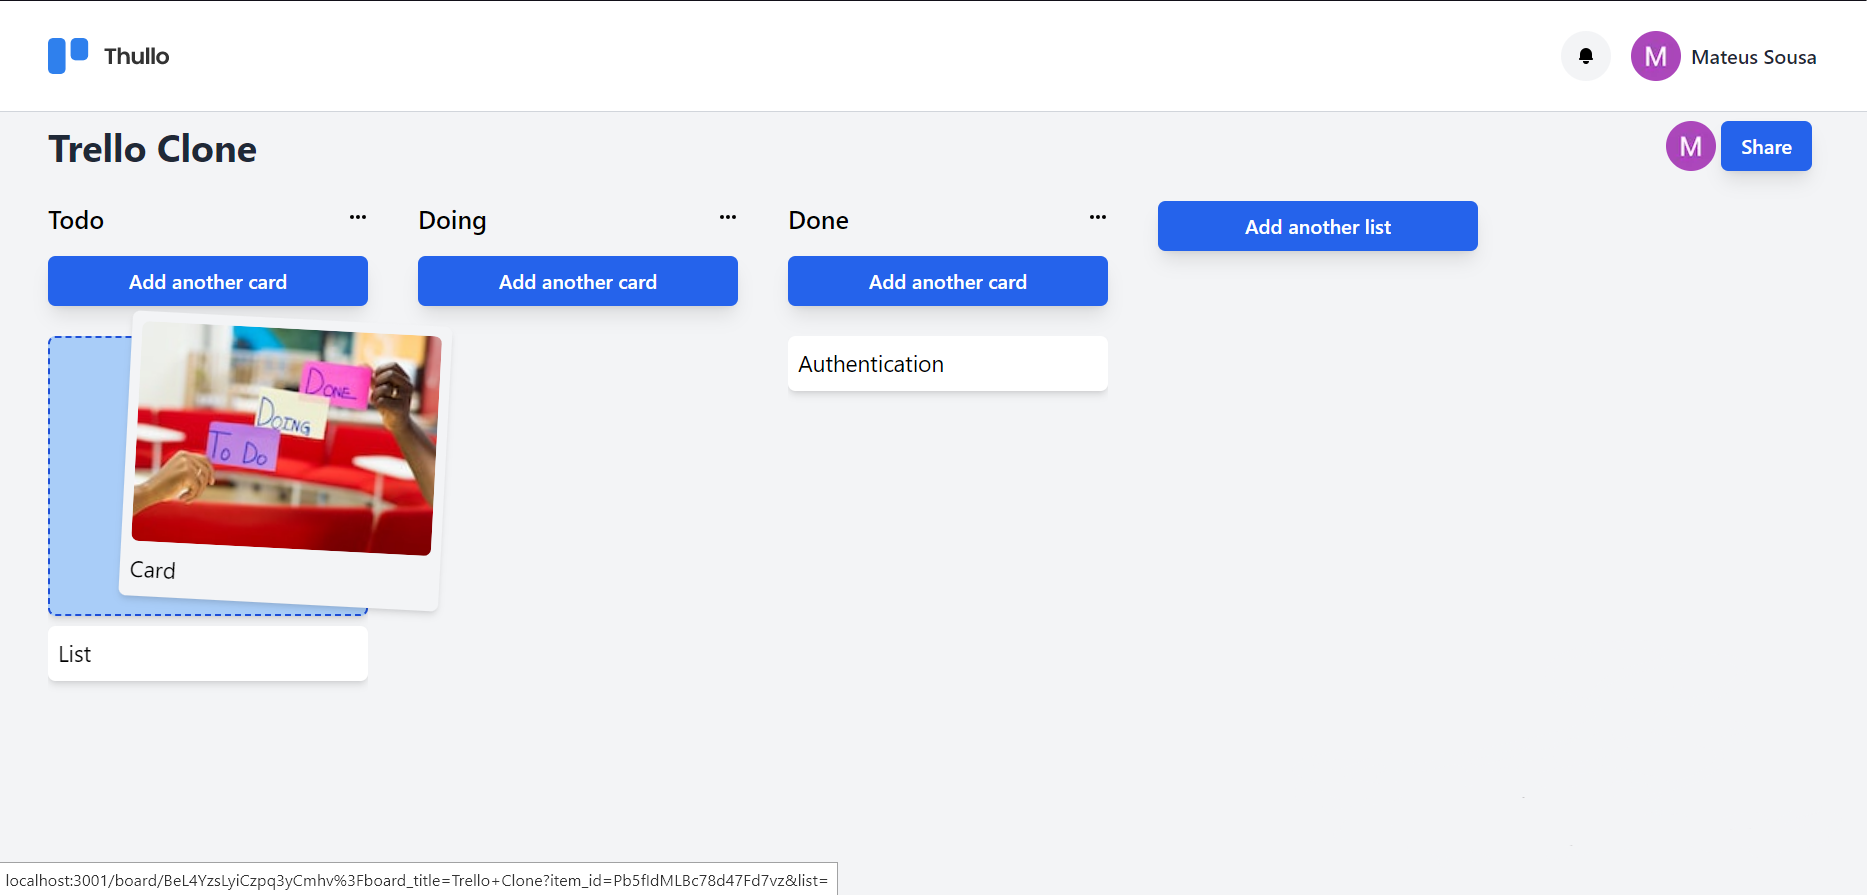 Thullo
M
Mateus Sousa
Trello Clone
M
Share
Todo
Doing
Done
Add another list
Add another card
Add another card
Add another card
DONE
DOING
To Do
Card
List
Authentication
localhost:3001/board/BeL4YzsLyiCzpq3yCmhv%3Fboard_title=Trello+Clone?item_id=Pb5fIdMLBc78d47Fd7vz&list=